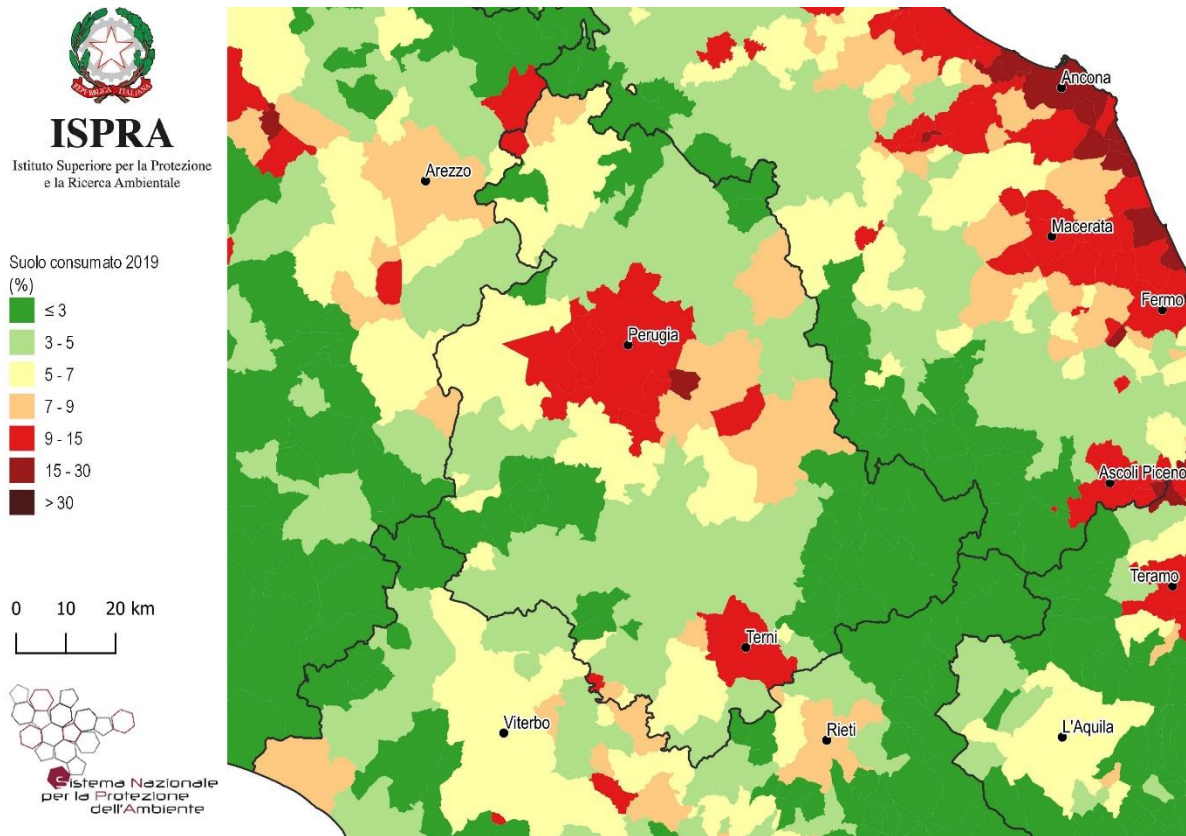 REPVBBLICA ITALIANA
ISPRA
Istituto Superiore per la Protezione
e la Ricerca Ambientale
Suolo consumato 2019
(%)
≤ 3
3 - 5
5 - 7
7 - 9
9 - 15
15 - 30
> 30
0 10 20 km
Sistema Nazionale
per la Protezione
dell'Ambiente
Ancona
Arezzo
Macerata
Fermo
Perugia
Ascoli Piceno
Teramo
Terni
Viterbo
Rieti
L'Aquila